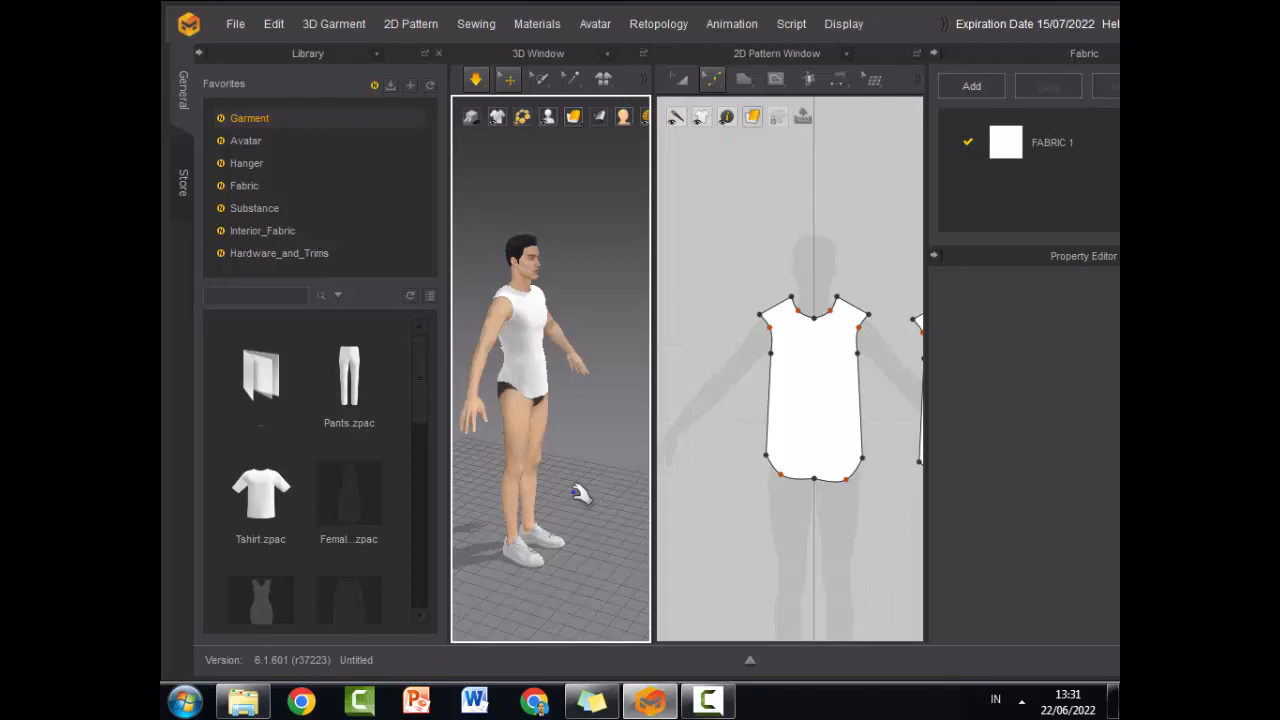 File Edit 3D Garment 2D Pattern Sewing Materials Avatar Retopology Animation Script Display Expiration Date 15/07/2022 Hel
Library 3D Window 2D Pattern Window Fabric
General
Store
Favorites
Garment
Avatar
Hanger
Fabric
Substance
Interior_Fabric
Hardware_and_Trims
..
Pants.zpac
Tshirt.zpac
Femal...zpac
Add
FABRIC 1
Property Editor
Version: 6.1.601 (r37223) Untitled
IN
13:31
22/06/2022